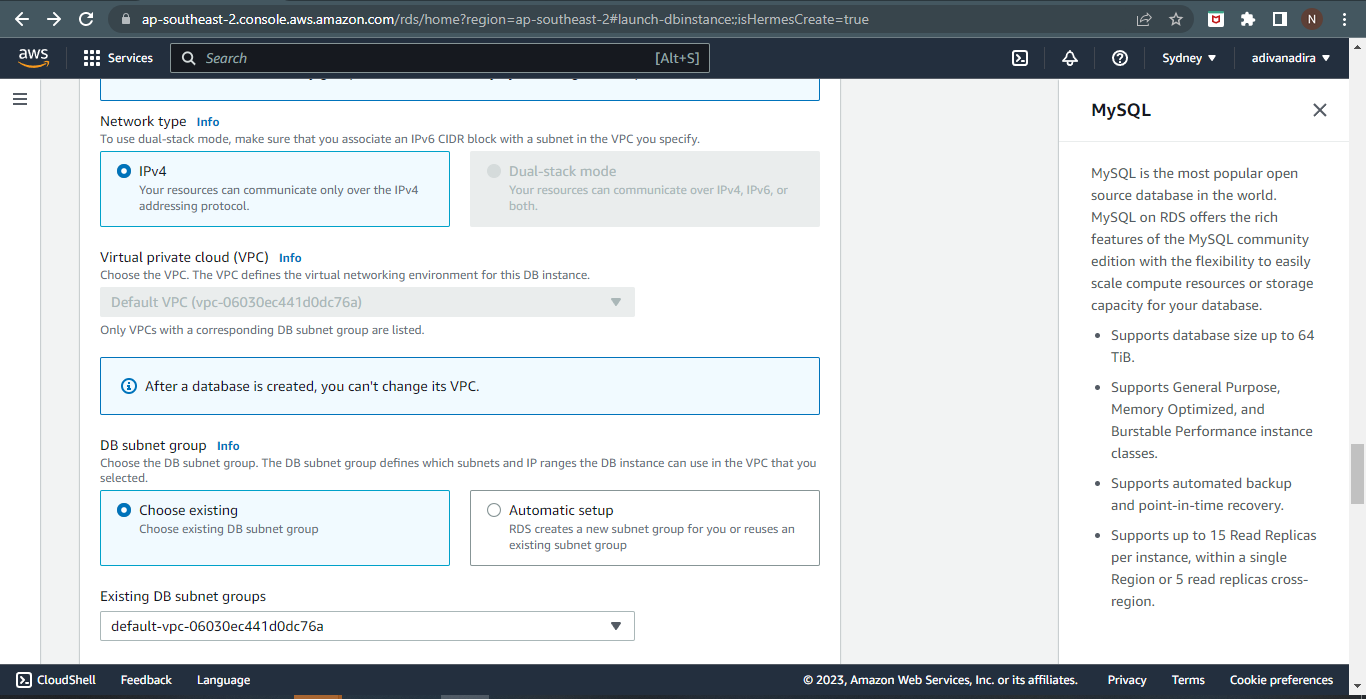 ap-southeast-2.console.aws.amazon.com/rds/home?region=ap-southeast-2#launch-dbinstance:;isHermesCreate=true
N
aws
Services
Search
[Alt+S]
Sydney
adivanadira
Network type Info
To use dual-stack mode, make sure that you associate an IPv6 CIDR block with a subnet in the VPC you specify.
IPv4
Your resources can communicate only over the IPv4
addressing protocol.
Dual-stack mode
Your resources can communicate over IPv4, IPv6, or
both.
Virtual private cloud (VPC) Info
Choose the VPC. The VPC defines the virtual networking environment for this DB instance.
Default VPC (vpc-06030ec441d0dc76a)
Only VPCs with a corresponding DB subnet group are listed.
After a database is created, you can't change its VPC.
DB subnet group Info
Choose the DB subnet group. The DB subnet group defines which subnets and IP ranges the DB instance can use in the VPC that you
selected.
Choose existing
Choose existing DB subnet group
Automatic setup
RDS creates a new subnet group for you or reuses an
existing subnet group
Existing DB subnet groups
default-vpc-06030ec441d0dc76a
MySQL
MySQL is the most popular open
source database in the world.
MySQL on RDS offers the rich
features of the MySQL community
edition with the flexibility to easily
scale compute resources or storage
capacity for your database.
• Supports database size up to 64
TiB.
• Supports General Purpose,
Memory Optimized, and
Burstable Performance instance
classes.
• Supports automated backup
and point-in-time recovery.
• Supports up to 15 Read Replicas
per instance, within a single
Region or 5 read replicas cross-
region.
CloudShell
Feedback
Language
© 2023, Amazon Web Services, Inc. or its affiliates.
Privacy
Terms
Cookie preferences